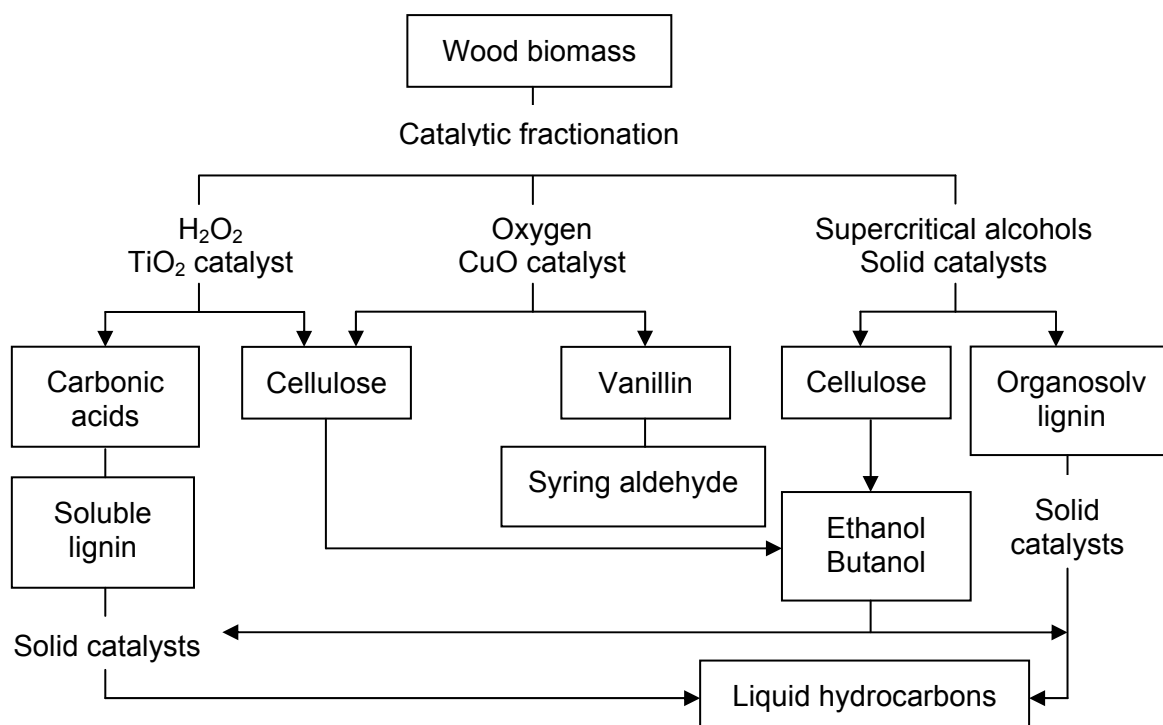 Wood biomass
Catalytic fractionation
H₂O₂
TiO₂ catalyst
Oxygen
CuO catalyst
Supercritical alcohols
Solid catalysts
Carbonic
acids
Cellulose
Vanillin
Cellulose
Organosolv
lignin
Syring aldehyde
Soluble
lignin
Ethanol
Butanol
Solid
catalysts
Solid catalysts
Liquid hydrocarbons